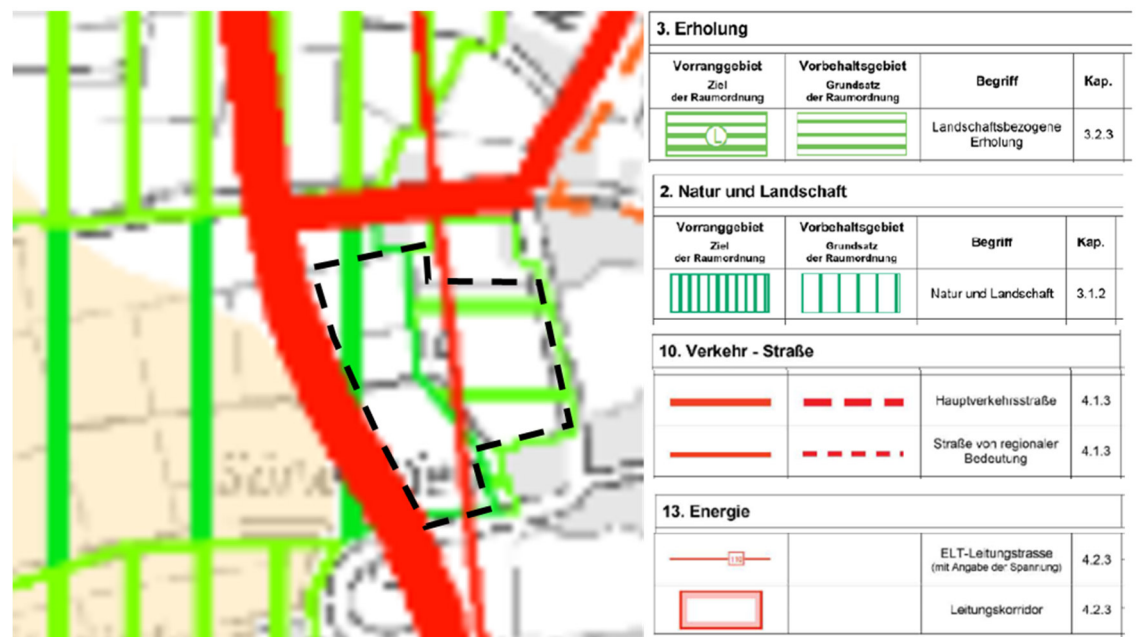 3. Erholung
Vorranggebiet
Ziel
der Raumordnung
Vorbehaltsgebiet
Grundsatz
der Raumordnung
Begriff
Kap.
L
Landschaftsbezogene
Erholung
3.2.3
2. Natur und Landschaft
Vorranggebiet
Ziel
der Raumordnung
Vorbehaltsgebiet
Grundsatz
der Raumordnung
Begriff
Kap.
Natur und Landschaft
3.1.2
10. Verkehr - Straße
Hauptverkehrsstraße
4.1.3
Straße von regionaler
Bedeutung
4.1.3
13. Energie
ELT-Leitungstrasse
(mit Angabe der Spannung)
4.2.3
Leitungskorridor
4.2.3